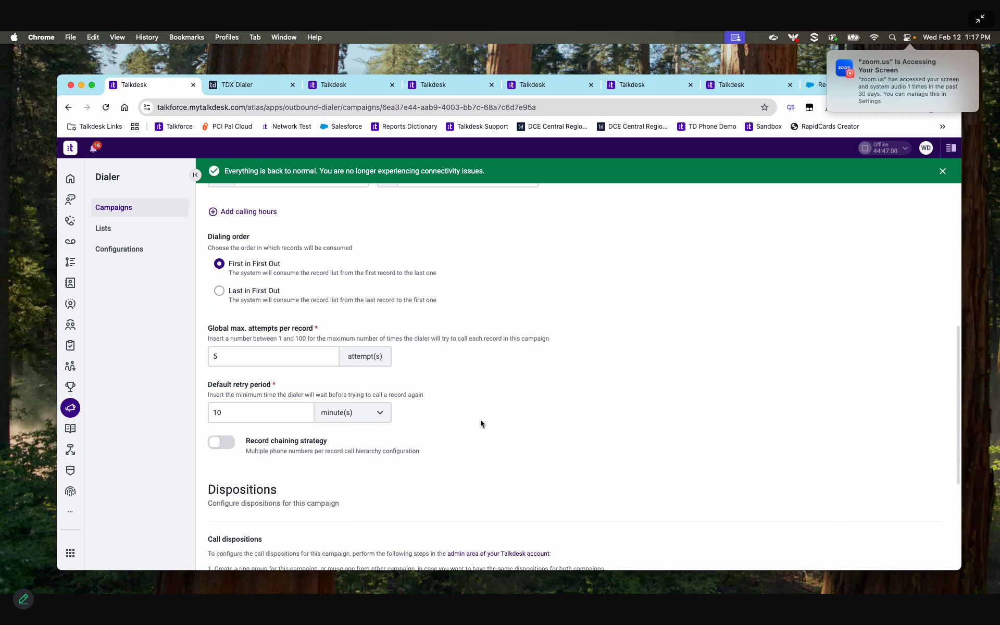 Chrome File Edit View History Bookmarks Profiles Tab Window Help
Wed Feb 12 1:17 PM
"zoom.us" Is Accessing
Your Screen
"zoom.us" has accessed your screen
and system audio 1 times in the past
30 days. You can manage this in
Settings.
zoom
Talkdesk
td TDX Dialer
Talkdesk
Talkdesk
Talkdesk
Talkdesk
Talkdesk
talkforce.mytalkdesk.com/atlas/apps/outbound-dialer/campaigns/6ea37e44-aab9-4003-bb7c-68a7c6d7e95a
C/S
Talkdesk Links
Talkforce
PCI Pal Cloud
Network Test
Salesforce
Reports Dictionary
Talkdesk Support
td DCE Central Regio...
td DCE Central Regio...
TD Phone Demo
Sandbox
RapidCards Creator
»
:t
16
Offline
44:47:08
WD
Dialer
Campaigns
Lists
Configurations
Everything is back to normal. You are no longer experiencing connectivity issues.
Add calling hours
Dialing order
Choose the order in which records will be consumed
First in First Out
The system will consume the record list from the first record to the last one
Last in First Out
The system will consume the record list from the last record to the first one
Global max. attempts per record *
Insert a number between 1 and 100 for the maximum number of times the dialer will try to call each record in this campaign
5 attempt(s)
Default retry period *
Insert the minimum time the dialer will wait before trying to call a record again
10 minute(s)
Record chaining strategy
Multiple phone numbers per record call hierarchy configuration
Dispositions
Configure dispositions for this campaign
Call dispositions
To configure the call dispositions for this campaign, perform the following steps in the admin area of your Talkdesk account:
1. Create a ring group for this campaign, or reuse one from other campaign, in case you want to have the same dispositions for both campaigns